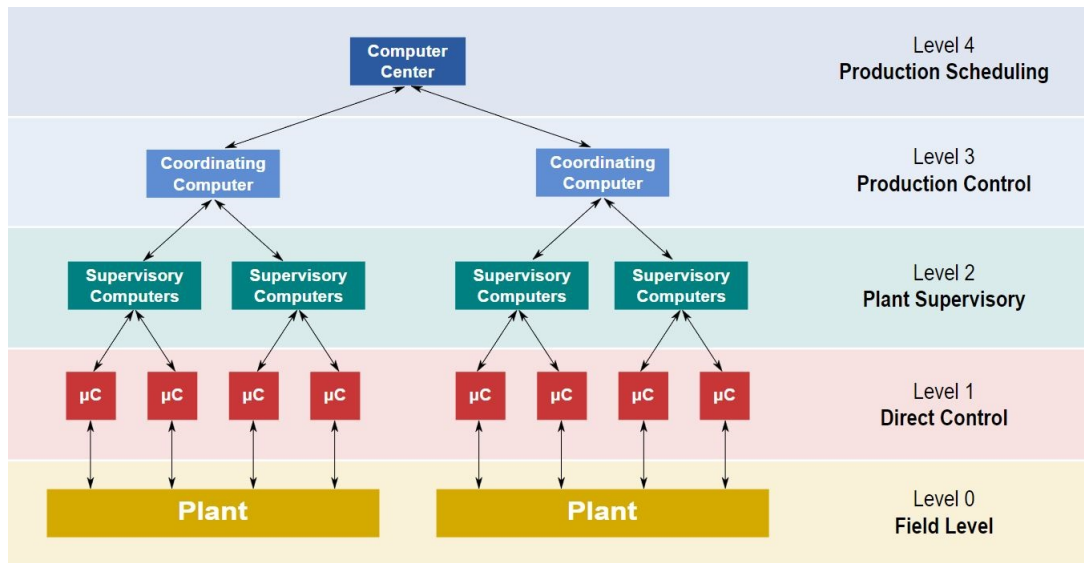 Computer
Center
Level 4
Production Scheduling
Coordinating
Computer
Coordinating
Computer
Level 3
Production Control
Supervisory
Computers
Supervisory
Computers
Supervisory
Computers
Supervisory
Computers
Level 2
Plant Supervisory
µC
µC
µC
µC
µC
µC
µC
µC
Level 1
Direct Control
Plant
Plant
Level 0
Field Level